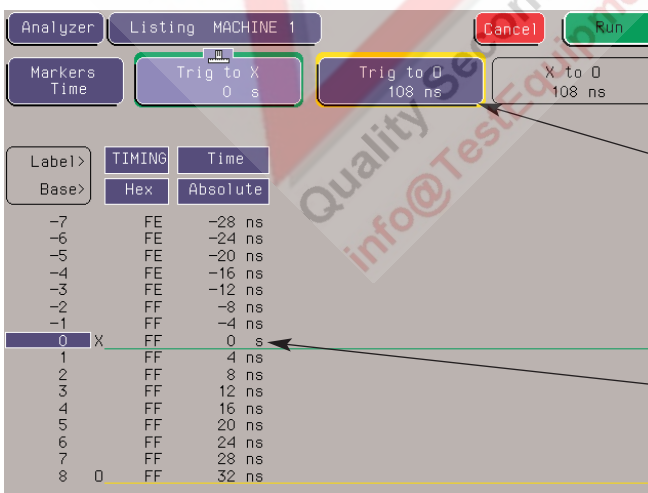 Analyzer Listing MACHINE 1 Cancel Run
Markers Time Trig to X 0 s Trig to O 108 ns X to O 108 ns
Label> TIMING Time
Base> Hex Absolute
-7 FE -28 ns
-6 FE -24 ns
-5 FE -20 ns
-4 FE -16 ns
-3 FE -12 ns
-2 FF -8 ns
-1 FF -4 ns
0 X FF 0 s
1 FF 4 ns
2 FF 8 ns
3 FF 12 ns
4 FF 16 ns
5 FF 20 ns
6 FF 24 ns
7 FF 28 ns
8 O FF 32 ns
Quality Secon
info@TestEquipm